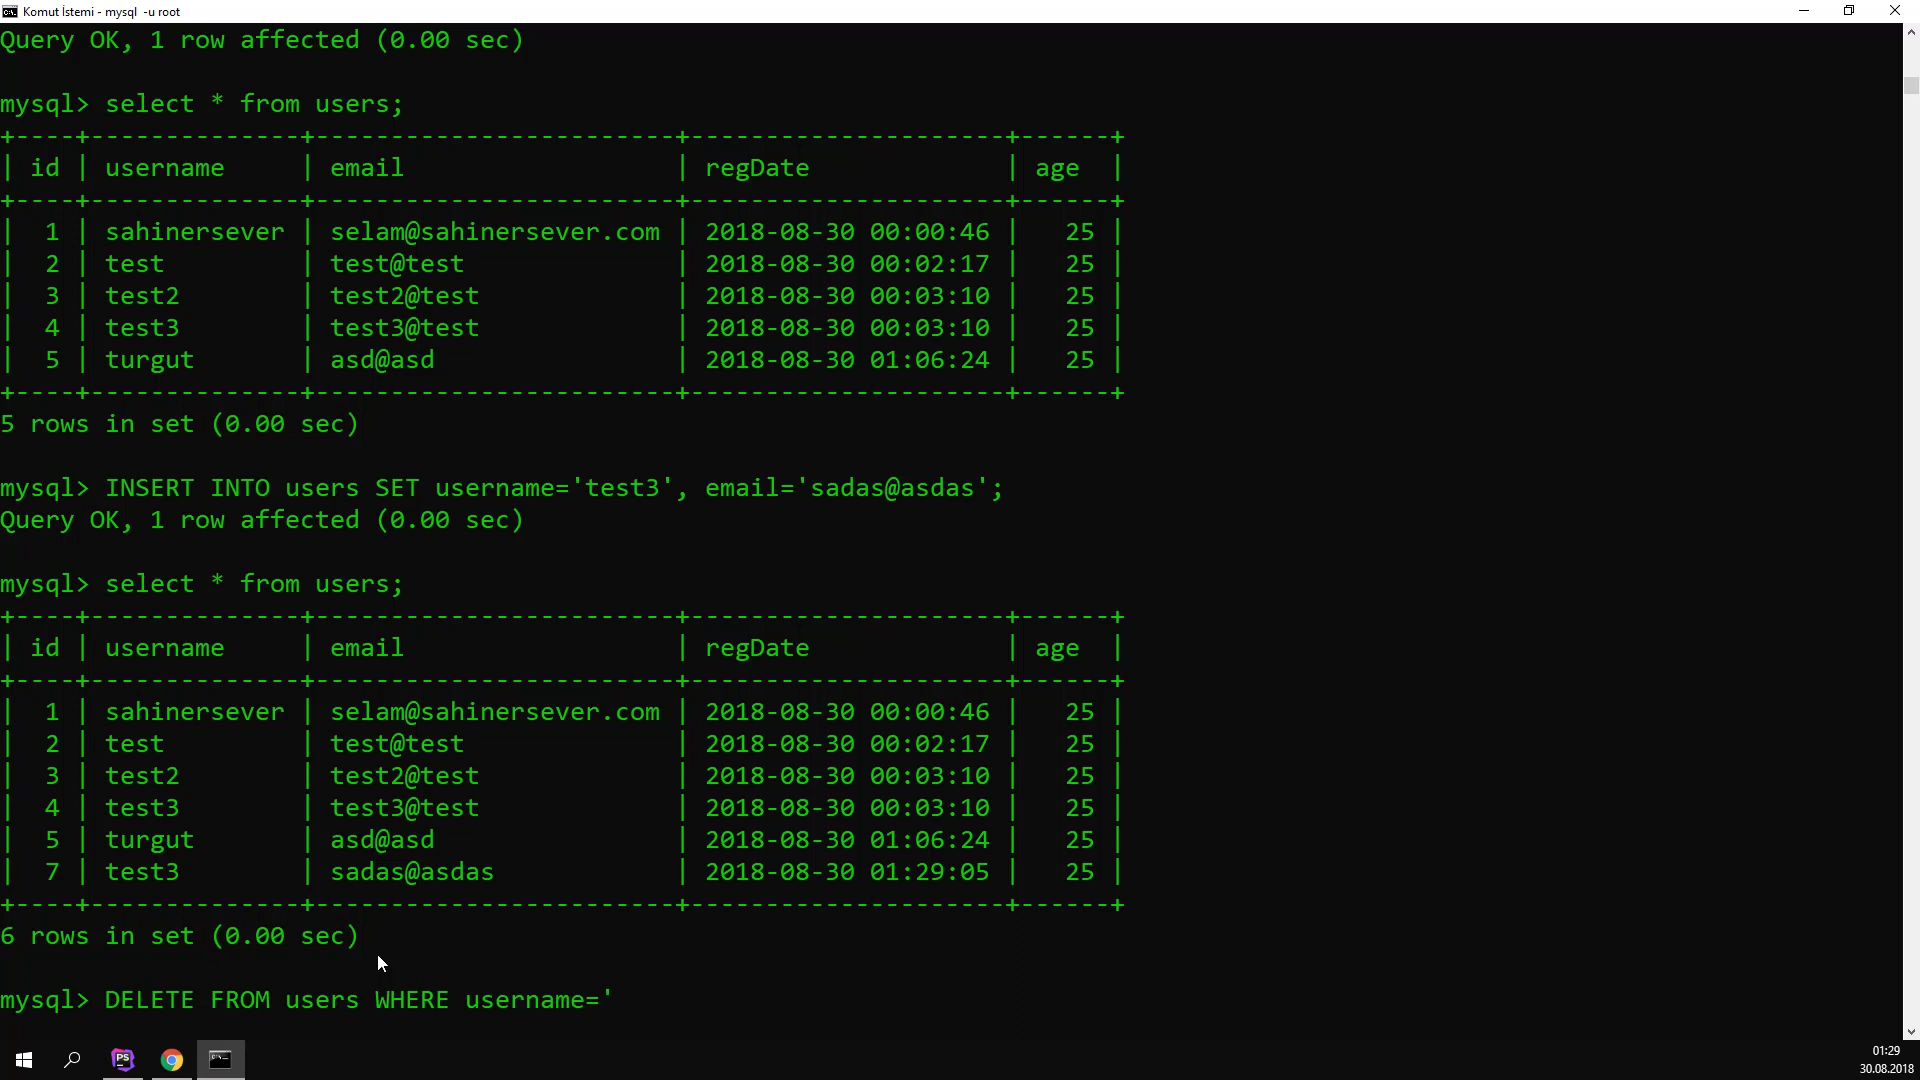 Komut İstemi - mysql  -u root
Query OK, 1 row affected (0.00 sec)
mysql> select * from users;
+----+--------------+------------------------+---------------------+------+
| id | username     | email                  | regDate             | age  |
+----+--------------+------------------------+---------------------+------+
|  1 | sahinersever | selam@sahinersever.com | 2018-08-30 00:00:46 |   25 |
|  2 | test         | test@test              | 2018-08-30 00:02:17 |   25 |
|  3 | test2        | test2@test             | 2018-08-30 00:03:10 |   25 |
|  4 | test3        | test3@test             | 2018-08-30 00:03:10 |   25 |
|  5 | turgut       | asd@asd                | 2018-08-30 01:06:24 |   25 |
+----+--------------+------------------------+---------------------+------+
5 rows in set (0.00 sec)
mysql> INSERT INTO users SET username='test3', email='sadas@asdas';
Query OK, 1 row affected (0.00 sec)
mysql> select * from users;
+----+--------------+------------------------+---------------------+------+
| id | username     | email                  | regDate             | age  |
+----+--------------+------------------------+---------------------+------+
|  1 | sahinersever | selam@sahinersever.com | 2018-08-30 00:00:46 |   25 |
|  2 | test         | test@test              | 2018-08-30 00:02:17 |   25 |
|  3 | test2        | test2@test             | 2018-08-30 00:03:10 |   25 |
|  4 | test3        | test3@test             | 2018-08-30 00:03:10 |   25 |
|  5 | turgut       | asd@asd                | 2018-08-30 01:06:24 |   25 |
|  7 | test3        | sadas@asdas            | 2018-08-30 01:29:05 |   25 |
+----+--------------+------------------------+---------------------+------+
6 rows in set (0.00 sec)
mysql> DELETE FROM users WHERE username='
PS
01:29
30.08.2018